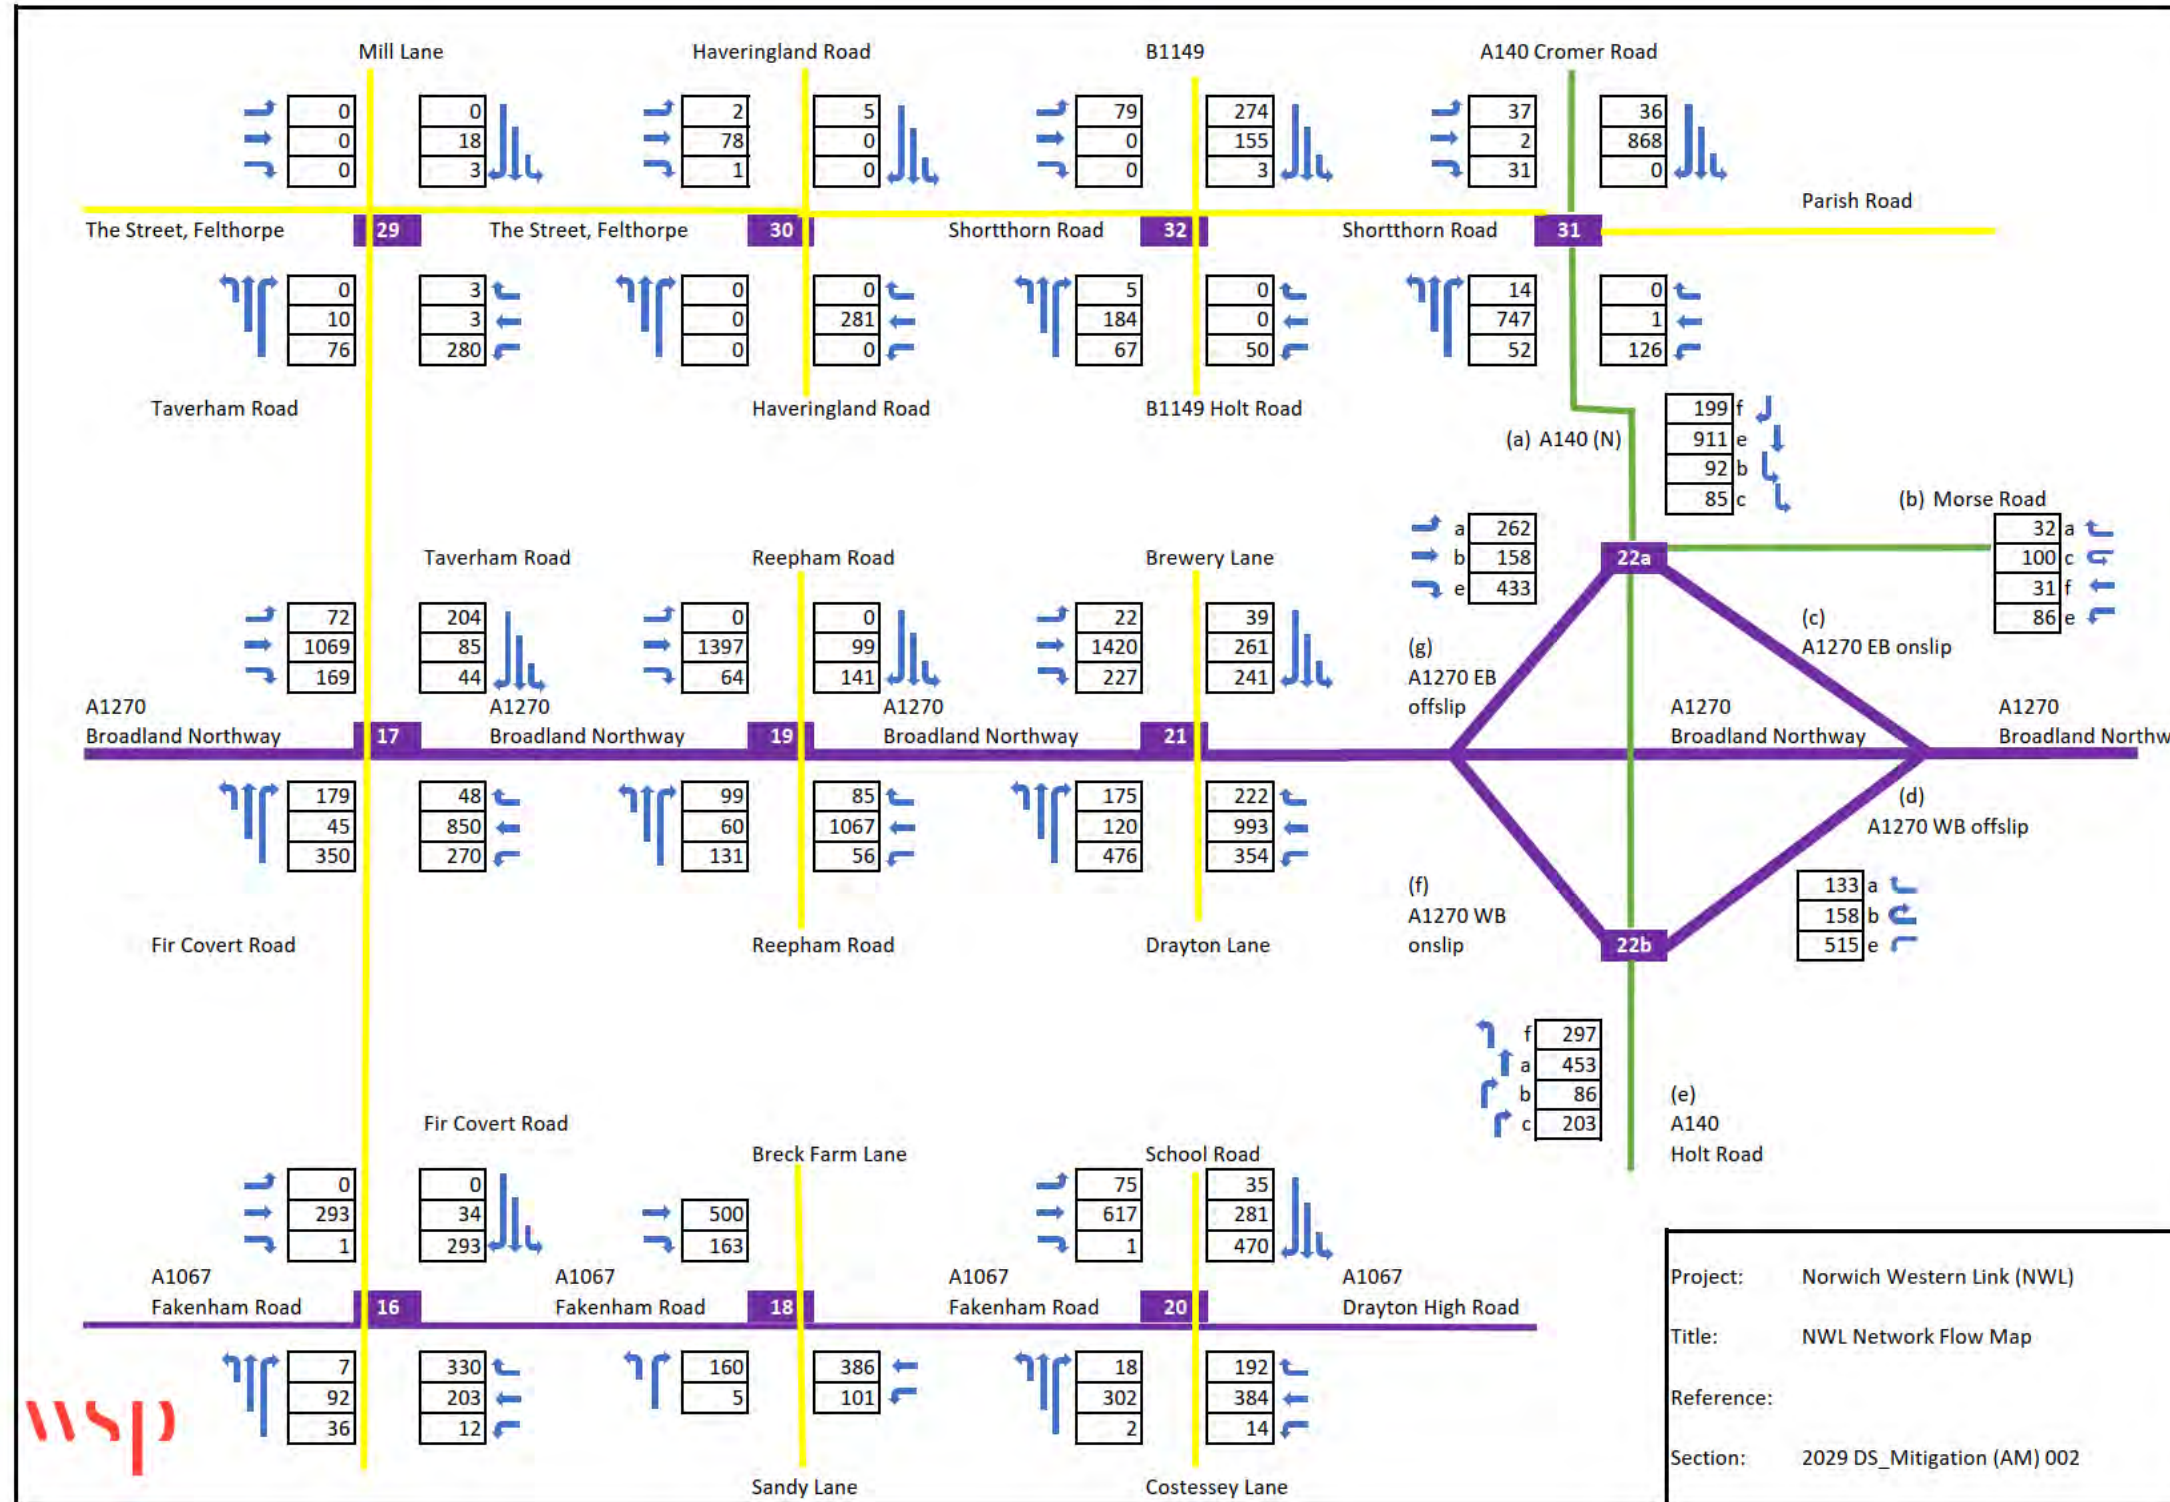 Mill Lane Haveringland Road B1149 A140 Cromer Road
0 0 2 5 79 274 37 36
0 18 78 0 0 155 2 868
0 3 1 0 0 3 31 0
Parish Road
The Street, Felthorpe 29 The Street, Felthorpe 30 Shortthorn Road 32 Shortthorn Road 31
0 3 0 0 5 0 14 0
10 3 0 281 184 0 747 1
76 280 0 0 67 50 52 126
Taverham Road Haveringland Road B1149 Holt Road
(a) A140 (N)
199 f
911 e
92 b
85 c
(b) Morse Road
32 a
100 c
31 f
86 e
a 262
b 158
e 433
22a
(c)
A1270 EB onslip
(g)
A1270 EB
offslip
Taverham Road Reepham Road Brewery Lane
72 204 0 0 22 39
1069 85 1397 99 1420 261
169 44 64 141 227 241
A1270 A1270 A1270 A1270 A1270
Broadland Northway 17 Broadland Northway 19 Broadland Northway 21 Broadland Northway Broadland Northw
179 48 99 85 175 222
45 850 60 1067 120 993
350 270 131 56 476 354
(d)
A1270 WB offslip
(f)
A1270 WB
onslip
133 a
158 b
515 e
22b
Fir Covert Road Reepham Road Drayton Lane
f 297
a 453
b 86
c 203
(e)
A140
Holt Road
Fir Covert Road
Breck Farm Lane School Road
0 0 75 35
293 34 500 617 281
1 293 163 1 470
A1067 A1067 A1067 A1067
Fakenham Road 16 Fakenham Road 18 Fakenham Road 20 Drayton High Road
7 330 160 386 18 192
92 203 5 101 302 384
36 12 2 14
wsp
Sandy Lane Costessey Lane
Project: Norwich Western Link (NWL)
Title: NWL Network Flow Map
Reference:
Section: 2029 DS_Mitigation (AM) 002